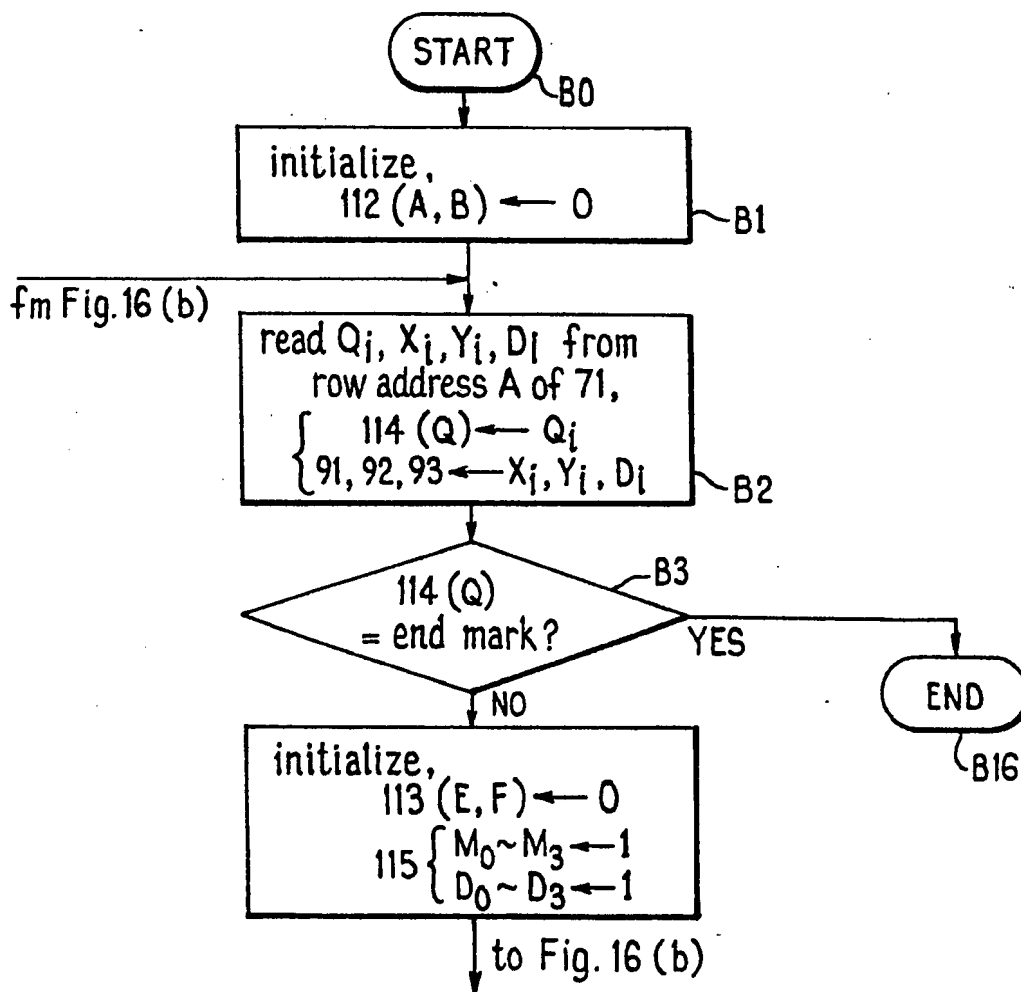 START
B0
initialize,
112 (A, B) ← 0
B1
fm Fig. 16 (b)
read Qi, Xi, Yi, Di from
row address A of 71,
114 (Q) ← Qi
91, 92, 93 ← Xi, Yi, Di
B2
B3
114 (Q)
= end mark?
YES
NO
END
B16
initialize,
113 (E, F) ← 0
115 { M0 ~ M3 ← 1
D0 ~ D3 ← 1
to Fig. 16 (b)